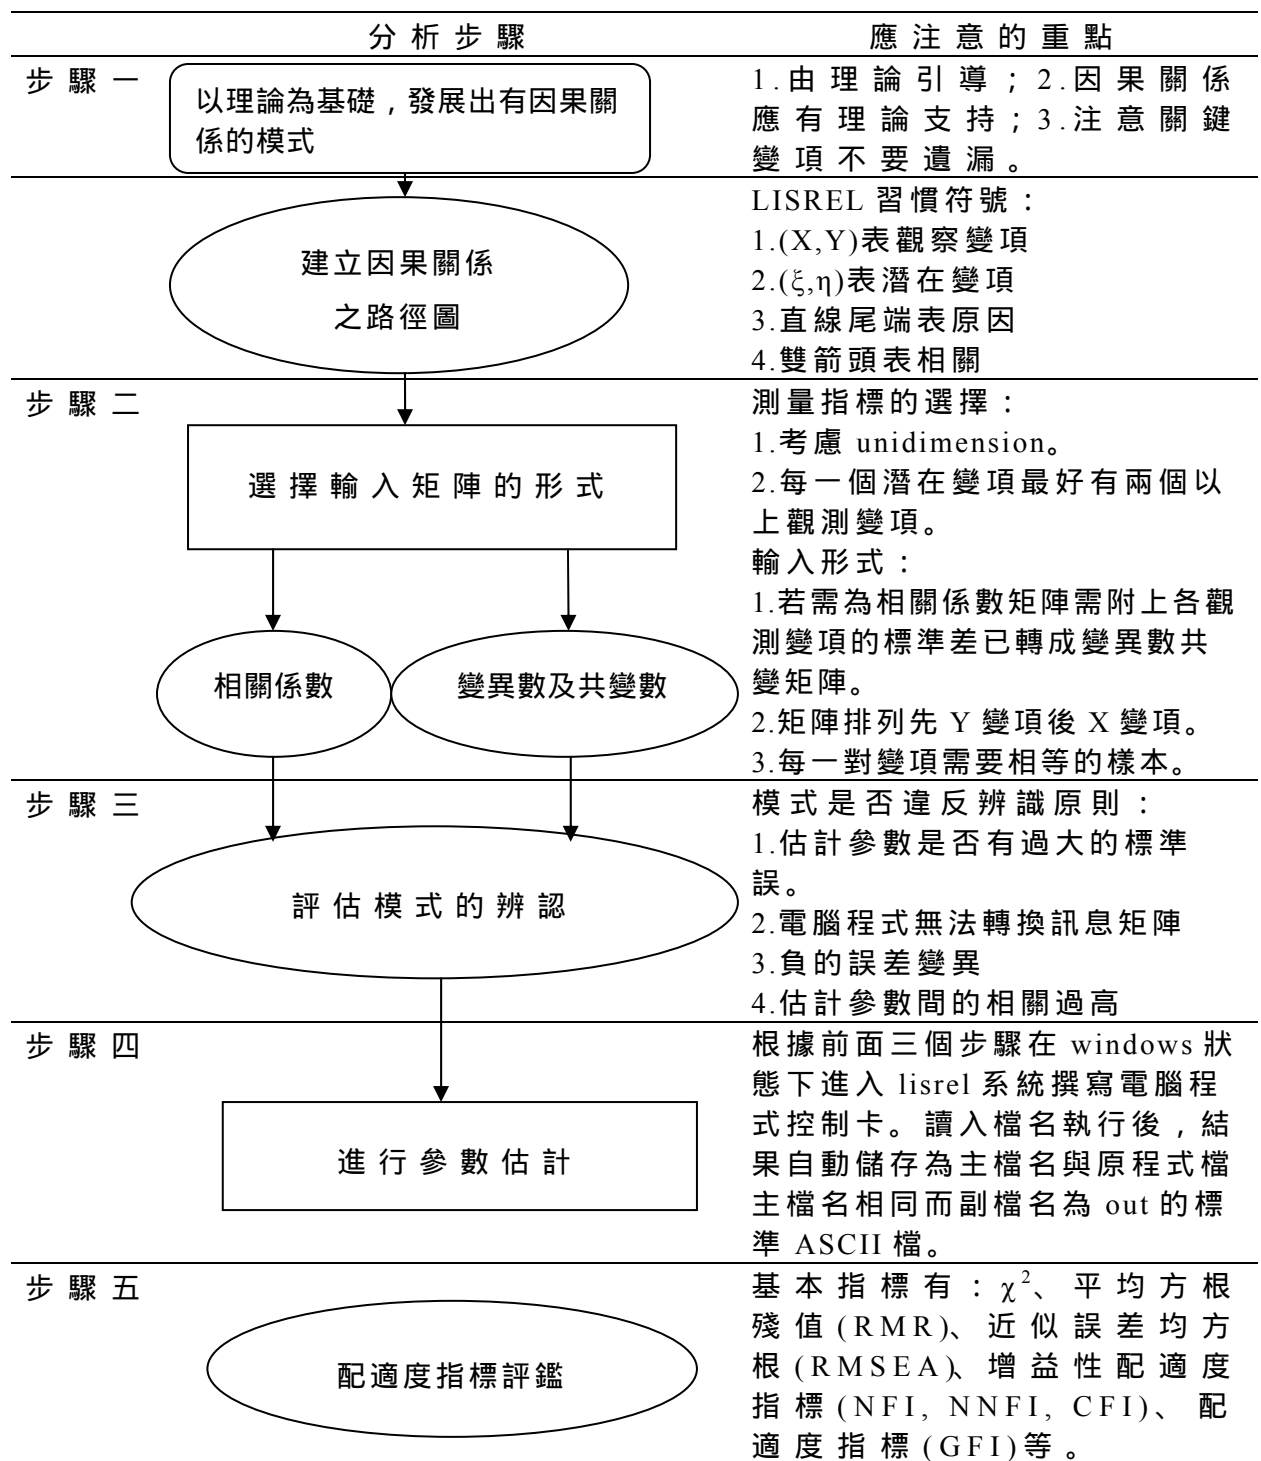 分析步驟 應注意的重點
步驟一
以理論為基礎，發展出有因果關
係的模式
1.由理論引導；2.因果關係
應有理論支持；3.注意關鍵
變項不要遺漏。
建立因果關係
之路徑圖
LISREL 習慣符號：
1.(X,Y)表觀察變項
2.(ξ,η)表潛在變項
3.直線尾端表原因
4.雙箭頭表相關
步驟二
選擇輸入矩陣的形式
相關係數
變異數及共變數
測量指標的選擇：
1.考慮 unidimension。
2.每一個潛在變項最好有兩個以
上觀測變項。
輸入形式：
1.若需為相關係數矩陣需附上各觀
測變項的標準差已轉成變異數共
變矩陣。
2.矩陣排列先 Y 變項後 X 變項。
3.每一對變項需要相等的樣本。
步驟三
評估模式的辨認
模式是否違反辨識原則：
1.估計參數是否有過大的標準
誤。
2.電腦程式無法轉換訊息矩陣
3.負的誤差變異
4.估計參數間的相關過高
步驟四
進行參數估計
根據前面三個步驟在 windows 狀
態下進入 lisrel 系統撰寫電腦程
式控制卡。讀入檔名執行後，結
果自動儲存為主檔名與原程式檔
主檔名相同而副檔名為 out 的標
準 ASCII 檔。
步驟五
配適度指標評鑑
基本指標有：χ²、平均方根
殘值(RMR)、近似誤差均方
根(RMSEA)、增益性配適度
指標(NFI, NNFI, CFI)、配
適度指標(GFI)等。